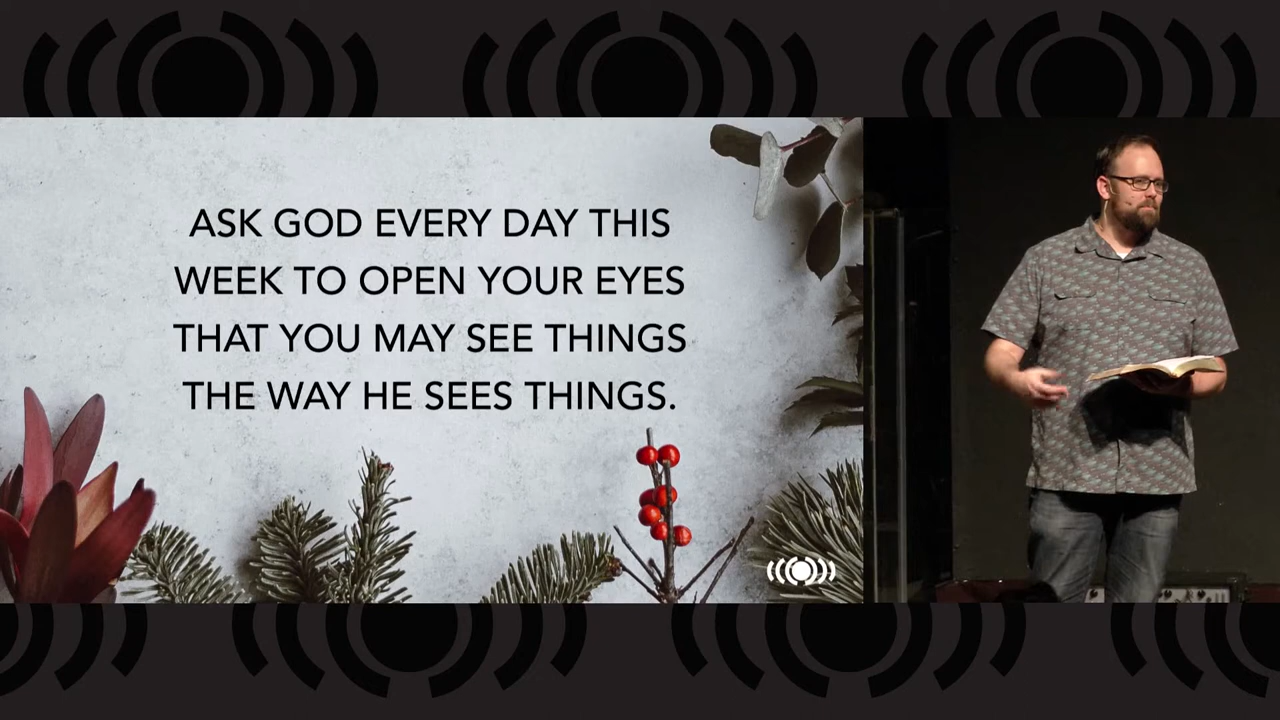 ASK GOD EVERY DAY THIS
WEEK TO OPEN YOUR EYES
THAT YOU MAY SEE THINGS
THE WAY HE SEES THINGS.